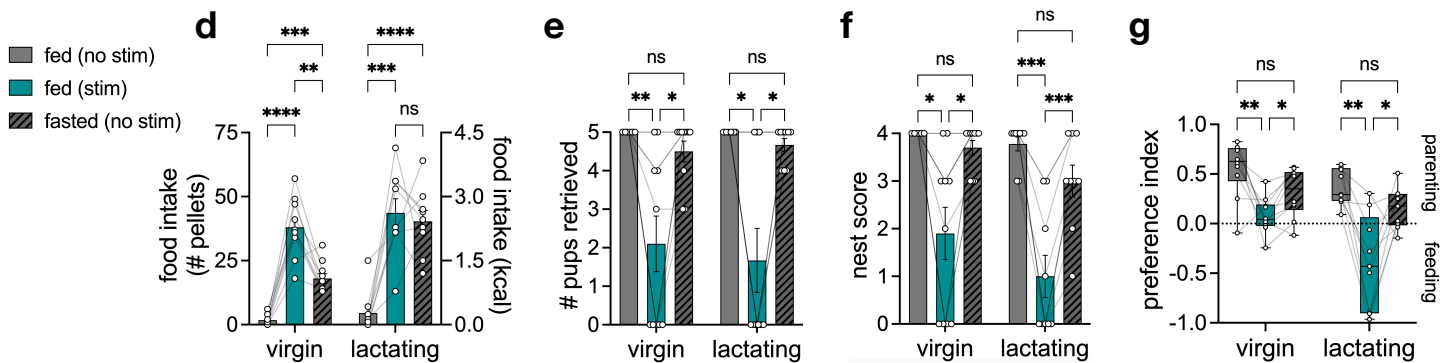 d
e
f
g
fed (no stim)
fed (stim)
fasted (no stim)
***
**
****
****
***
ns
75
50
25
0
food intake
(# pellets)
4.5
3.0
1.5
0.0
food intake (kcal)
virgin
lactating
ns
**
*
ns
*
*
5
4
3
2
1
0
# pups retrieved
virgin
lactating
ns
*
*
ns
***
***
4
3
2
1
0
nest score
virgin
lactating
ns
**
*
ns
**
*
1.0
0.5
0.0
-0.5
-1.0
preference index
parenting
feeding
virgin
lactating